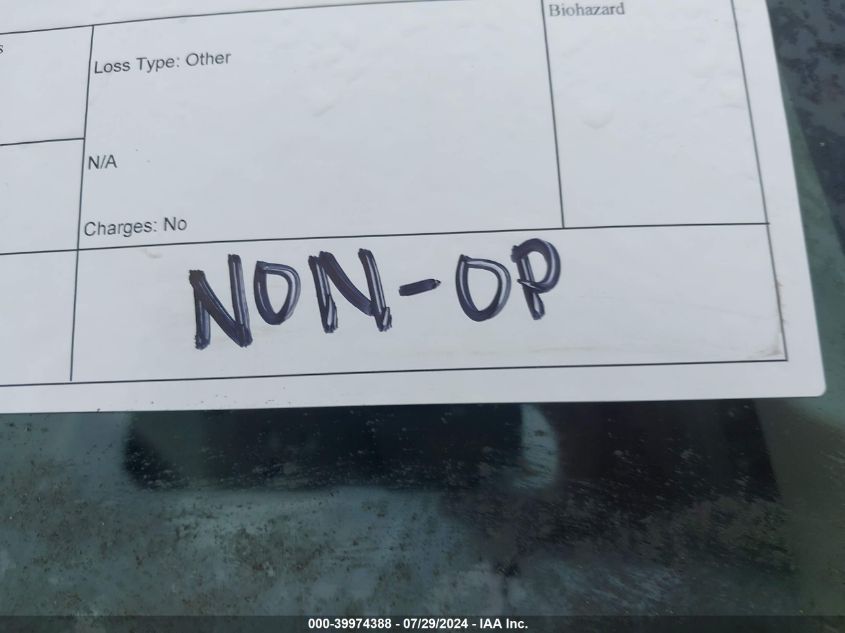 s
Biohazard
Loss Type: Other
N/A
Charges: No
NON-OP
000-39974388 - 07/29/2024 - IAA Inc.